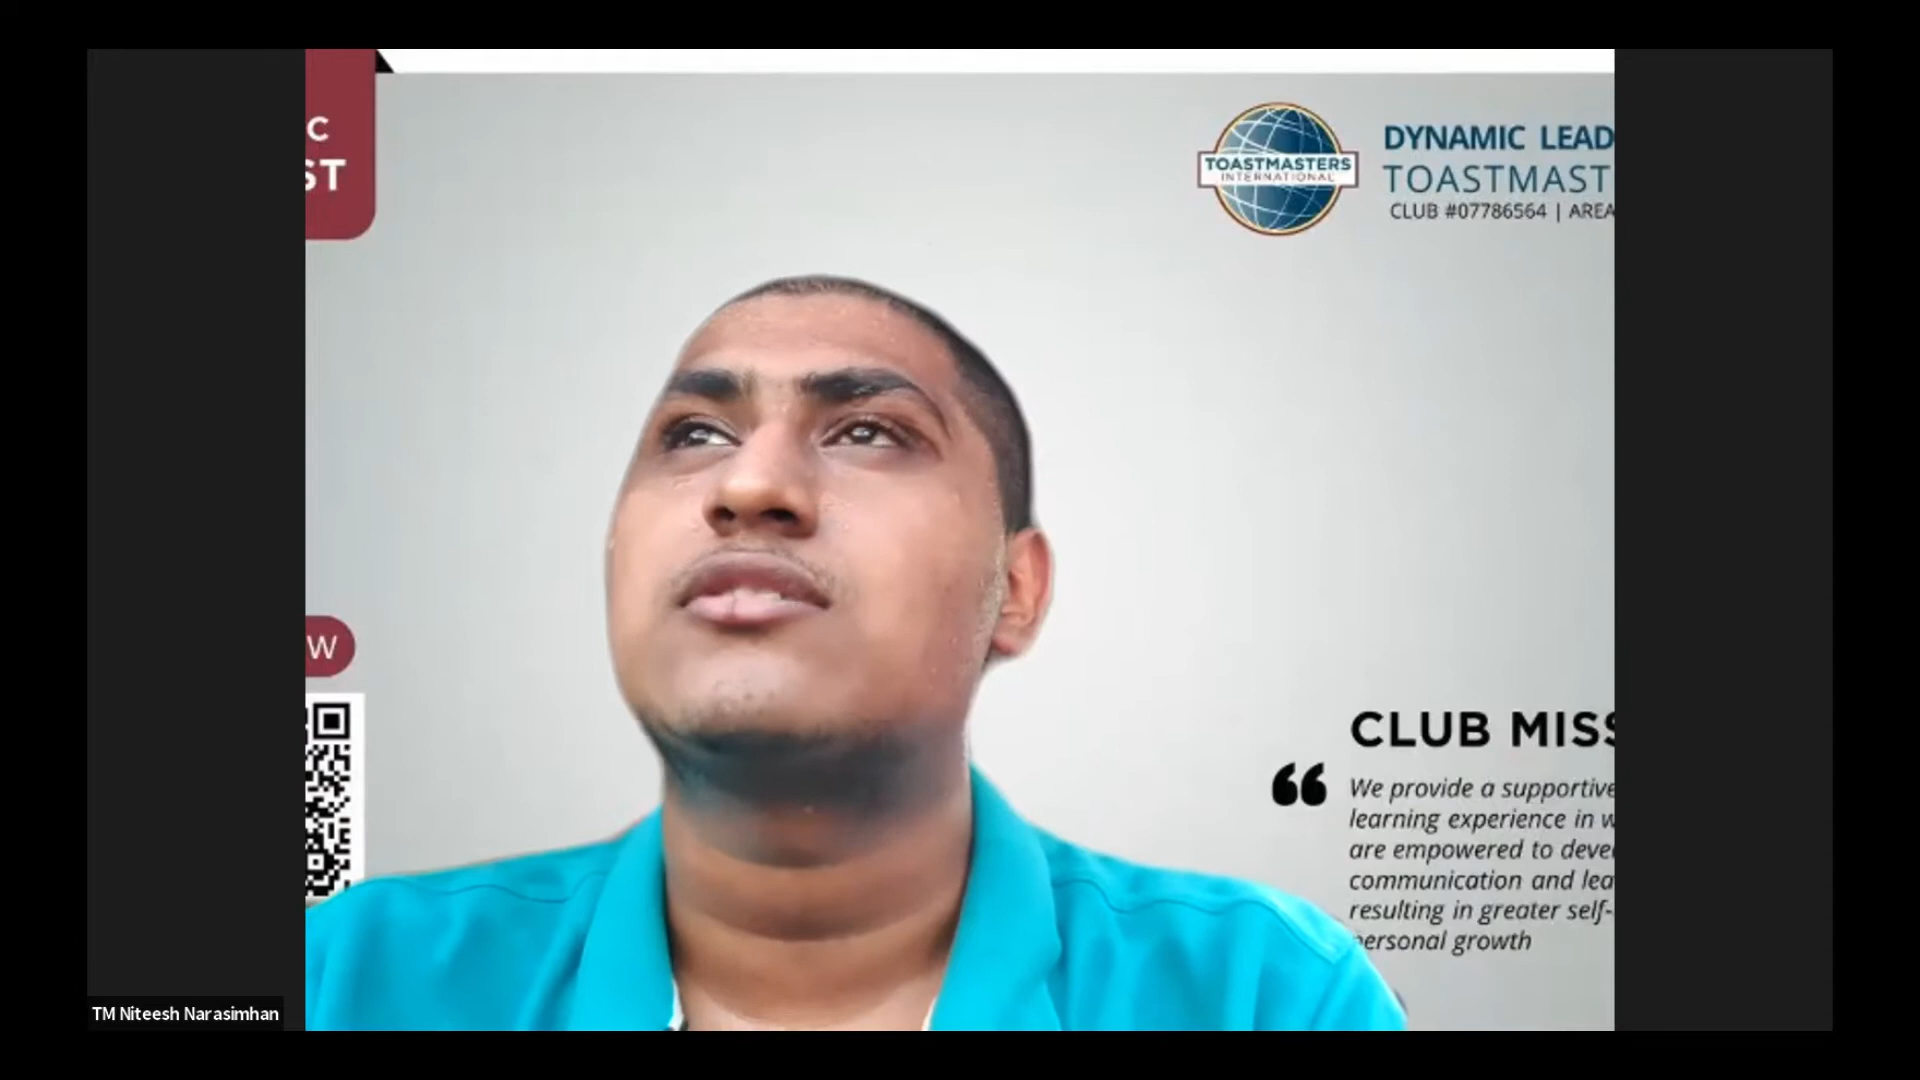 C
ST
TOASTMASTERS
INTERNATIONAL
DYNAMIC LEAD
TOASTMAST
CLUB #07786564 | AREA
W
CLUB MISS
“
We provide a supportive
learning experience in w
are empowered to deve
communication and lea
resulting in greater self-
personal growth
TM Niteesh Narasimhan